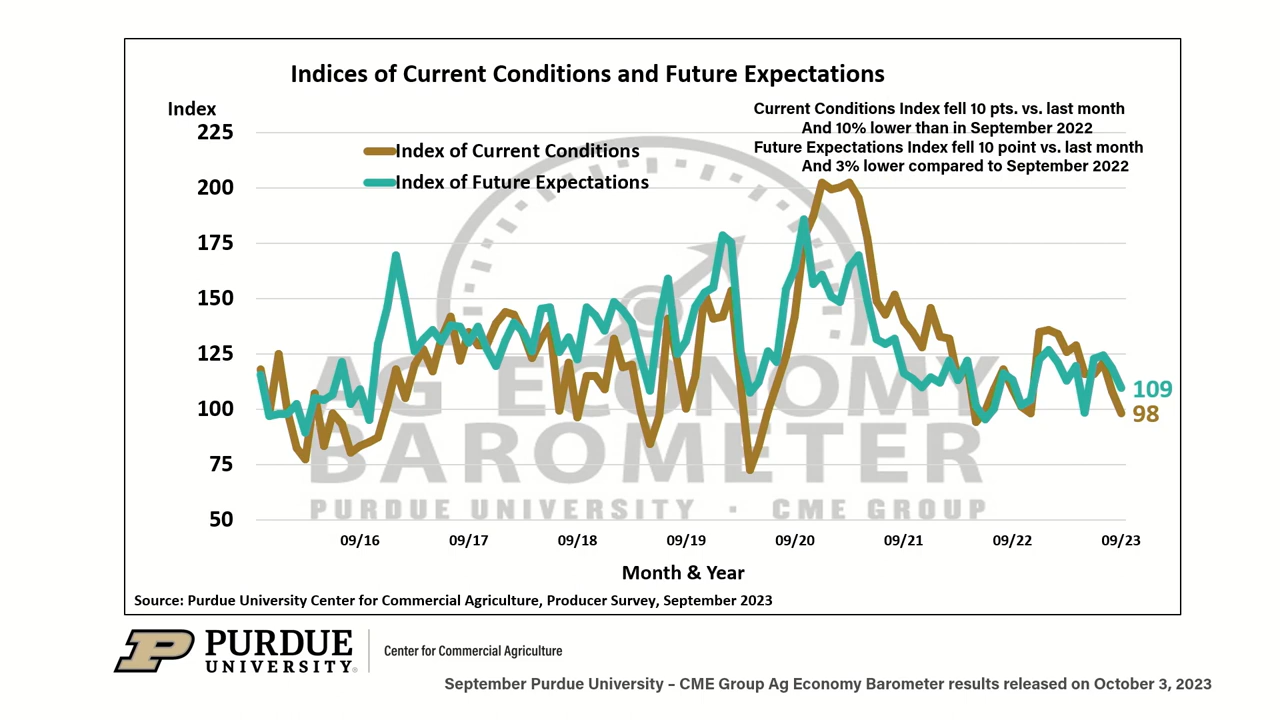 Indices of Current Conditions and Future Expectations
Index
Current Conditions Index fell 10 pts. vs. last month
And 10% lower than in September 2022
Future Expectations Index fell 10 point vs. last month
And 3% lower compared to September 2022
Index of Current Conditions
Index of Future Expectations
225
200
175
150
125
100
75
50
109
98
AG ECONOMY
BAROMETER
PURDUE UNIVERSITY · CME GROUP
09/16 09/17 09/18 09/19 09/20 09/21 09/22 09/23
Month & Year
Source: Purdue University Center for Commercial Agriculture, Producer Survey, September 2023
P PURDUE
UNIVERSITY®
Center for Commercial Agriculture
September Purdue University – CME Group Ag Economy Barometer results released on October 3, 2023